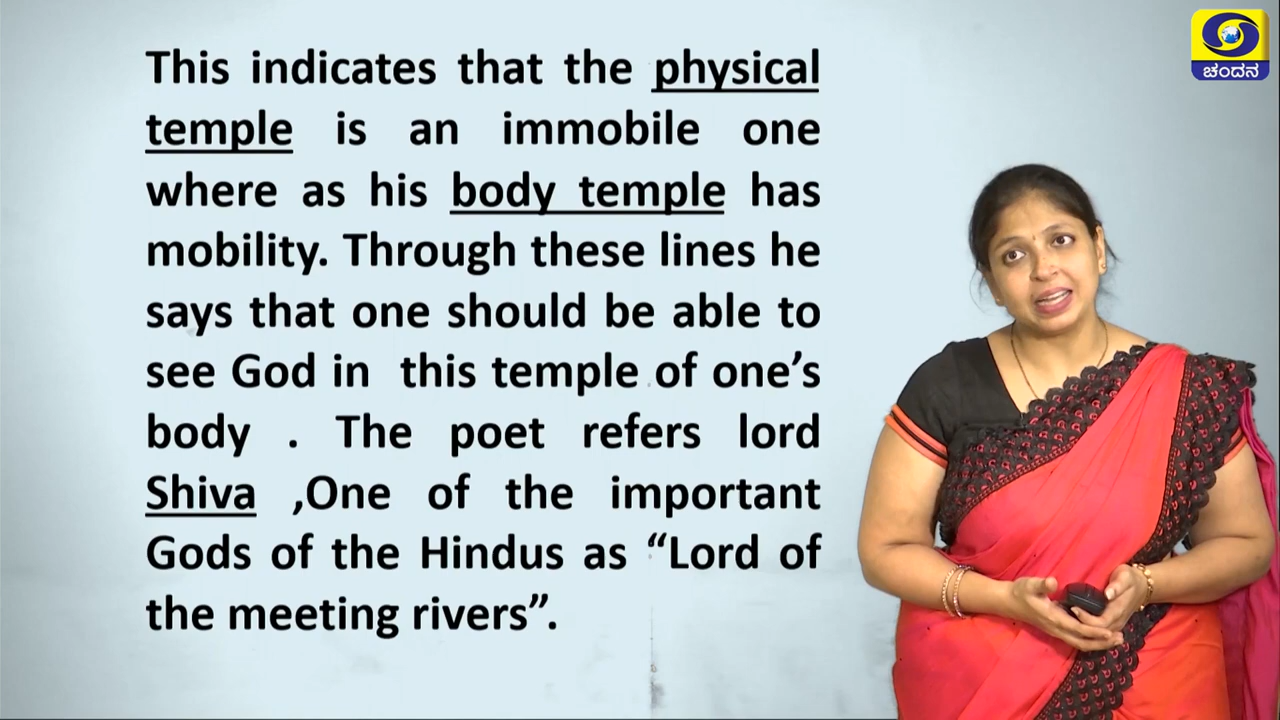 This indicates that the physical
temple is an immobile one
where as his body temple has
mobility. Through these lines he
says that one should be able to
see God in  this temple of one’s
body . The poet refers lord
Shiva ,One of the important
Gods of the Hindus as “Lord of
the meeting rivers”.
ಚಂದನ